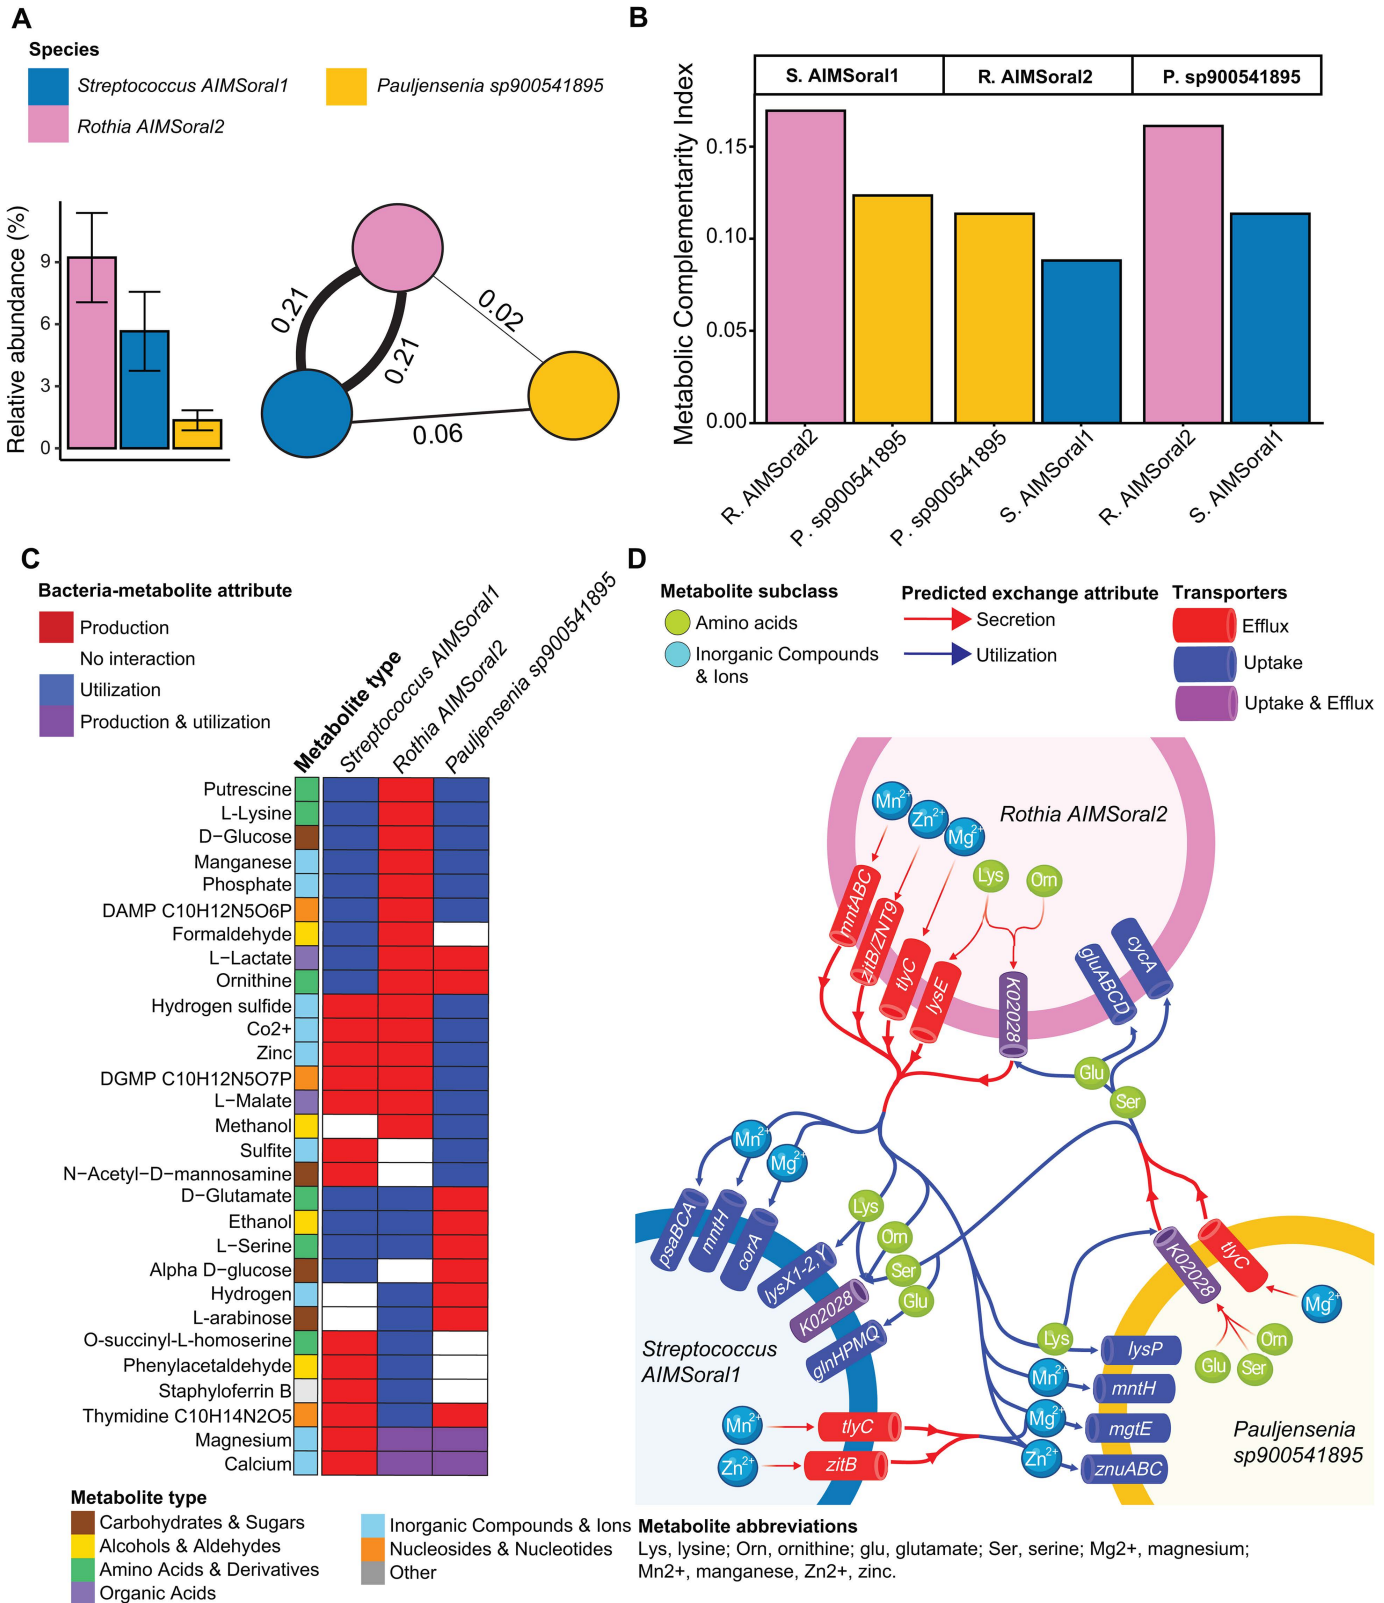 A
Species
Streptococcus AIMSoral1
Pauljensenia sp900541895
Rothia AIMSoral2
Relative abundance (%)
9
6
3
0
0.21
0.21
0.02
0.06
B
Metabolic Complementarity Index
S. AIMSoral1
R. AIMSoral2
P. sp900541895
0.15
0.10
0.05
0.00
R. AIMSoral2
P. sp900541895
P. sp900541895
S. AIMSoral1
R. AIMSoral2
S. AIMSoral1
C
Bacteria-metabolite attribute
Production
No interaction
Utilization
Production & utilization
Metabolite type
Streptococcus AIMSoral1
Rothia AIMSoral2
Pauljensenia sp900541895
Putrescine
L-Lysine
D-Glucose
Manganese
Phosphate
DAMP C10H12N5O6P
Formaldehyde
L-Lactate
Ornithine
Hydrogen sulfide
Co2+
Zinc
DGMP C10H12N5O7P
L-Malate
Methanol
Sulfite
N-Acetyl-D-mannosamine
D-Glutamate
Ethanol
L-Serine
Alpha D-glucose
Hydrogen
L-arabinose
O-succinyl-L-homoserine
Phenylacetaldehyde
Staphyloferrin B
Thymidine C10H14N2O5
Magnesium
Calcium
Metabolite type
Carbohydrates & Sugars
Alcohols & Aldehydes
Amino Acids & Derivatives
Organic Acids
Inorganic Compounds & Ions
Nucleosides & Nucleotides
Other
D
Metabolite subclass
Amino acids
Inorganic Compounds
& Ions
Predicted exchange attribute
Secretion
Utilization
Transporters
Efflux
Uptake
Uptake & Efflux
Rothia AIMSoral2
Mn2+
Zn2+
Mg2+
Lys
Orn
mntABC
zitB/ZNT9
tlyC
lysE
K02028
gluABCD
cycA
Glu
Ser
Mn2+
Mg2+
psaBCA
mntH
corA
lysX1-2,Y
K02028
glnHPMQ
Lys
Orn
Ser
Glu
Streptococcus
AIMSoral1
Mn2+
tlyC
Zn2+
zitB
K02028
tlyC
Mg2+
Orn
Ser
Glu
Lys
lysP
Mn2+
mntH
Mg2+
mgtE
Zn2+
znuABC
Pauljensenia
sp900541895
Metabolite abbreviations
Lys, lysine; Orn, ornithine; glu, glutamate; Ser, serine; Mg2+, magnesium;
Mn2+, manganese, Zn2+, zinc.